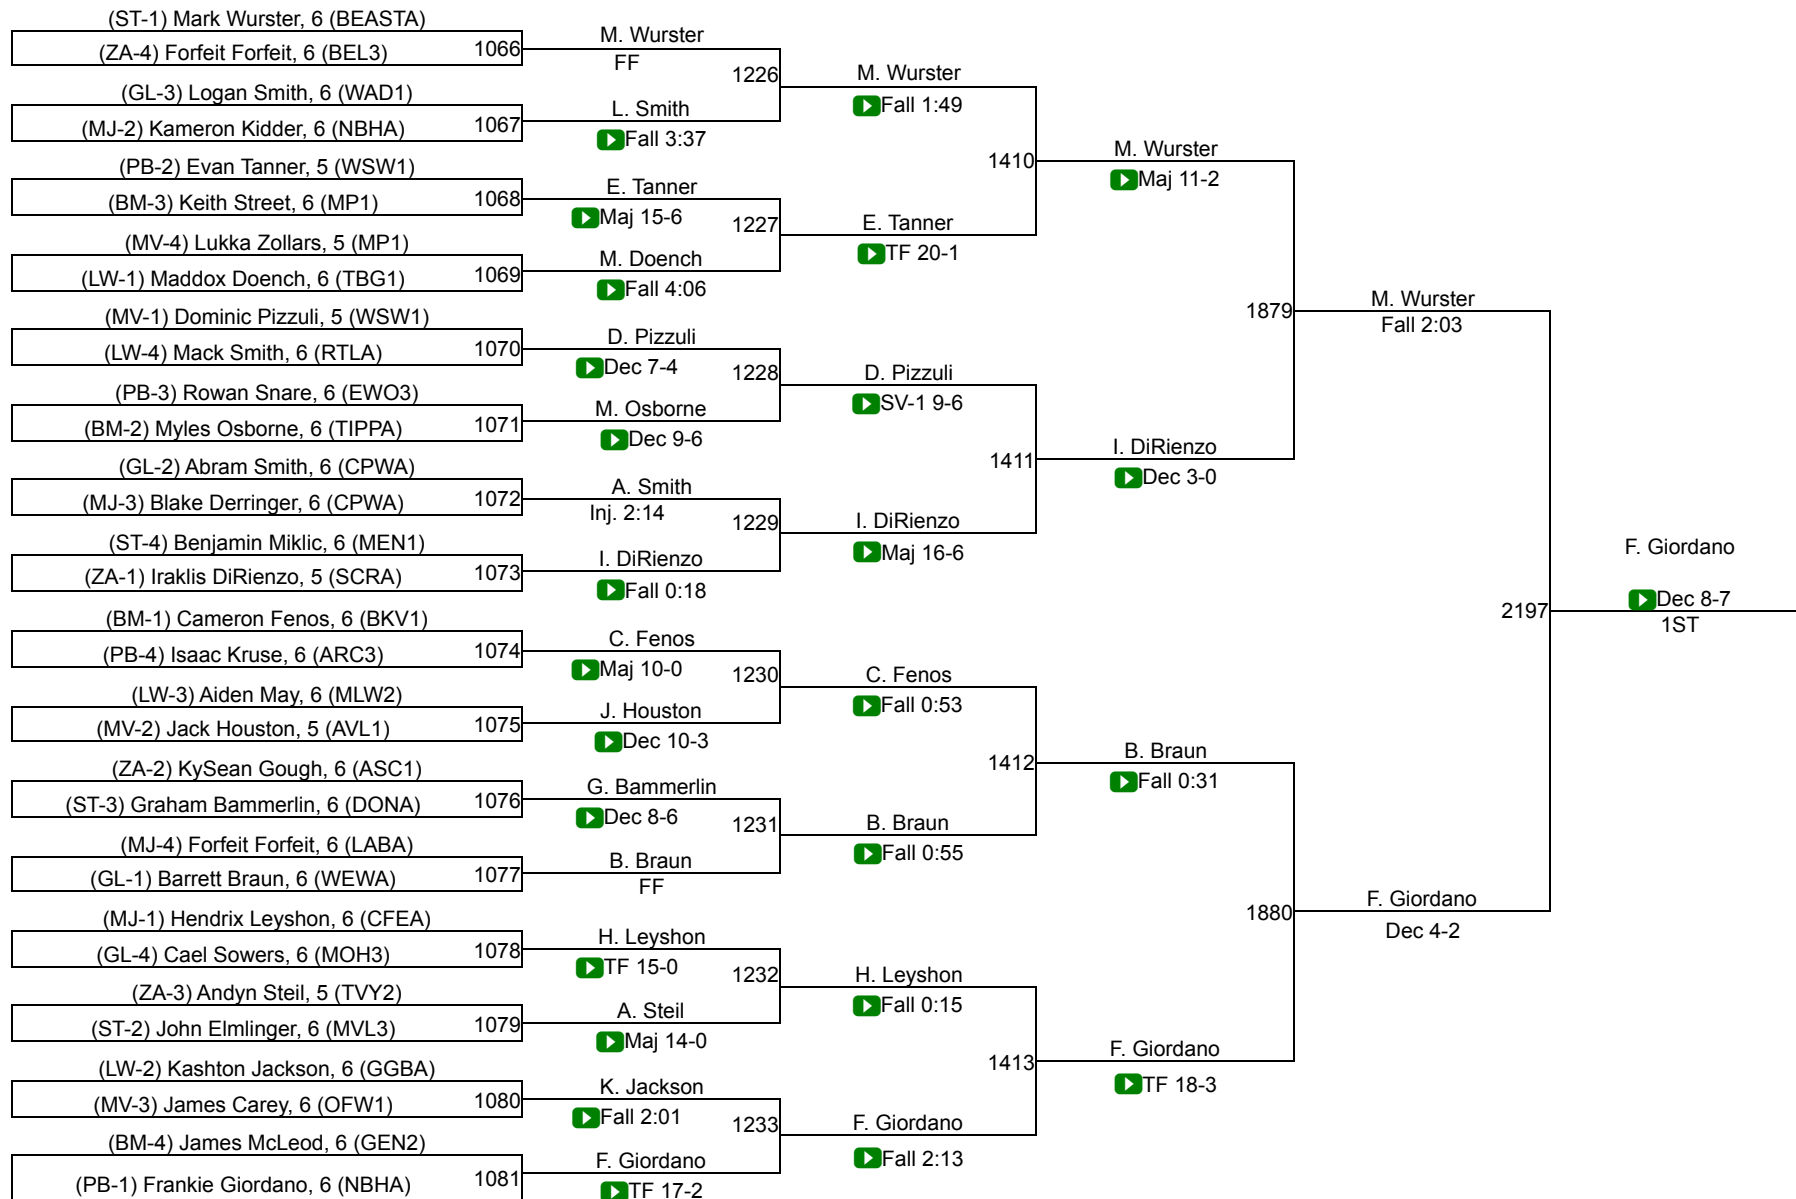 (ST-1) Mark Wurster, 6 (BEASTA)
(ZA-4) Forfeit Forfeit, 6 (BEL3)
1066
(GL-3) Logan Smith, 6 (WAD1)
(MJ-2) Kameron Kidder, 6 (NBHA)
1067
(PB-2) Evan Tanner, 5 (WSW1)
(BM-3) Keith Street, 6 (MP1)
1068
(MV-4) Lukka Zollars, 5 (MP1)
(LW-1) Maddox Doench, 6 (TBG1)
1069
(MV-1) Dominic Pizzuli, 5 (WSW1)
(LW-4) Mack Smith, 6 (RTLA)
1070
(PB-3) Rowan Snare, 6 (EWO3)
(BM-2) Myles Osborne, 6 (TIPPA)
1071
(GL-2) Abram Smith, 6 (CPWA)
(MJ-3) Blake Derringer, 6 (CPWA)
1072
(ST-4) Benjamin Miklic, 6 (MEN1)
(ZA-1) Iraklis DiRienzo, 5 (SCRA)
1073
(BM-1) Cameron Fenos, 6 (BKV1)
(PB-4) Isaac Kruse, 6 (ARC3)
1074
(LW-3) Aiden May, 6 (MLW2)
(MV-2) Jack Houston, 5 (AVL1)
1075
(ZA-2) KySean Gough, 6 (ASC1)
(ST-3) Graham Bammerlin, 6 (DONA)
1076
(MJ-4) Forfeit Forfeit, 6 (LABA)
(GL-1) Barrett Braun, 6 (WEWA)
1077
(MJ-1) Hendrix Leyshon, 6 (CFEA)
(GL-4) Cael Sowers, 6 (MOH3)
1078
(ZA-3) Andyn Steil, 5 (TVY2)
(ST-2) John Elmlinger, 6 (MVL3)
1079
(LW-2) Kashton Jackson, 6 (GGBA)
(MV-3) James Carey, 6 (OFW1)
1080
(BM-4) James McLeod, 6 (GEN2)
(PB-1) Frankie Giordano, 6 (NBHA)
1081
M. Wurster
FF
1226
L. Smith
Fall 3:37
E. Tanner
Maj 15-6
1227
M. Doench
Fall 4:06
D. Pizzuli
Dec 7-4
1228
M. Osborne
Dec 9-6
A. Smith
Inj. 2:14
1229
I. DiRienzo
Fall 0:18
C. Fenos
Maj 10-0
1230
J. Houston
Dec 10-3
G. Bammerlin
Dec 8-6
1231
B. Braun
FF
H. Leyshon
TF 15-0
1232
A. Steil
Maj 14-0
K. Jackson
Fall 2:01
1233
F. Giordano
TF 17-2
M. Wurster
Fall 1:49
1410
E. Tanner
TF 20-1
D. Pizzuli
SV-1 9-6
1411
I. DiRienzo
Maj 16-6
C. Fenos
Fall 0:53
1412
B. Braun
Fall 0:55
H. Leyshon
Fall 0:15
1413
F. Giordano
Fall 2:13
M. Wurster
Maj 11-2
1879
I. DiRienzo
Dec 3-0
B. Braun
Fall 0:31
1880
F. Giordano
TF 18-3
M. Wurster
Fall 2:03
2197
F. Giordano
Dec 4-2
F. Giordano
Dec 8-7
1ST